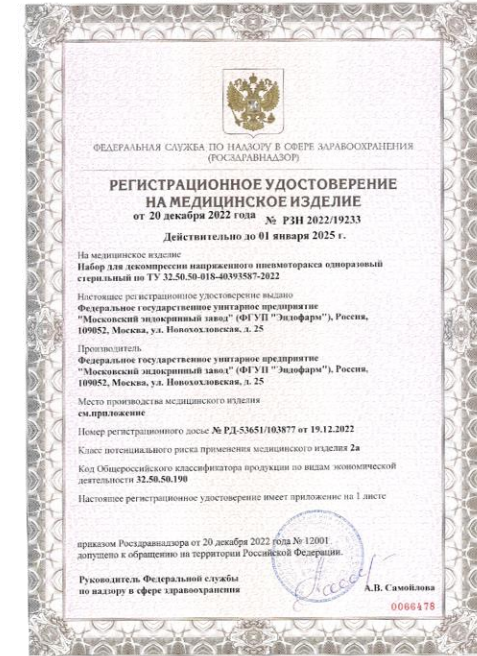 ФЕДЕРАЛЬНАЯ СЛУЖБА ПО НАДЗОРУ В СФЕРЕ ЗДРАВООХРАНЕНИЯ
(РОСЗДРАВНАДЗОР)
РЕГИСТРАЦИОННОЕ УДОСТОВЕРЕНИЕ
НА МЕДИЦИНСКОЕ ИЗДЕЛИЕ
от 20 декабря 2022 года № РЗН 2022/19233
Действительно до 01 января 2025 г.
На медицинское изделие
Набор для декомпрессии напряженного пневмоторакса одноразовый
стерильный по ТУ 32.50.50-018-40393587-2022
Настоящее регистрационное удостоверение выдано
Федеральное государственное унитарное предприятие
"Московский эндокринный завод" (ФГУП "Эндофарм"), Россия,
109052, Москва, ул. Новохохловская, д. 25
Производитель
Федеральное государственное унитарное предприятие
"Московский эндокринный завод" (ФГУП "Эндофарм"), Россия,
109052, Москва, ул. Новохохловская, д. 25
Место производства медицинского изделия
см.приложение
Номер регистрационного досье № РД-53651/103877 от 19.12.2022
Класс потенциального риска применения медицинского изделия 2а
Код Общероссийского классификатора продукции по видам экономической
деятельности 32.50.50.190
Настоящее регистрационное удостоверение имеет приложение на 1 листе
приказом Росздравнадзора от 20 декабря 2022 года № 12001
допущено к обращению на территории Российской Федерации.
Руководитель Федеральной службы
по надзору в сфере здравоохранения
А.В. Самойлова
0066478